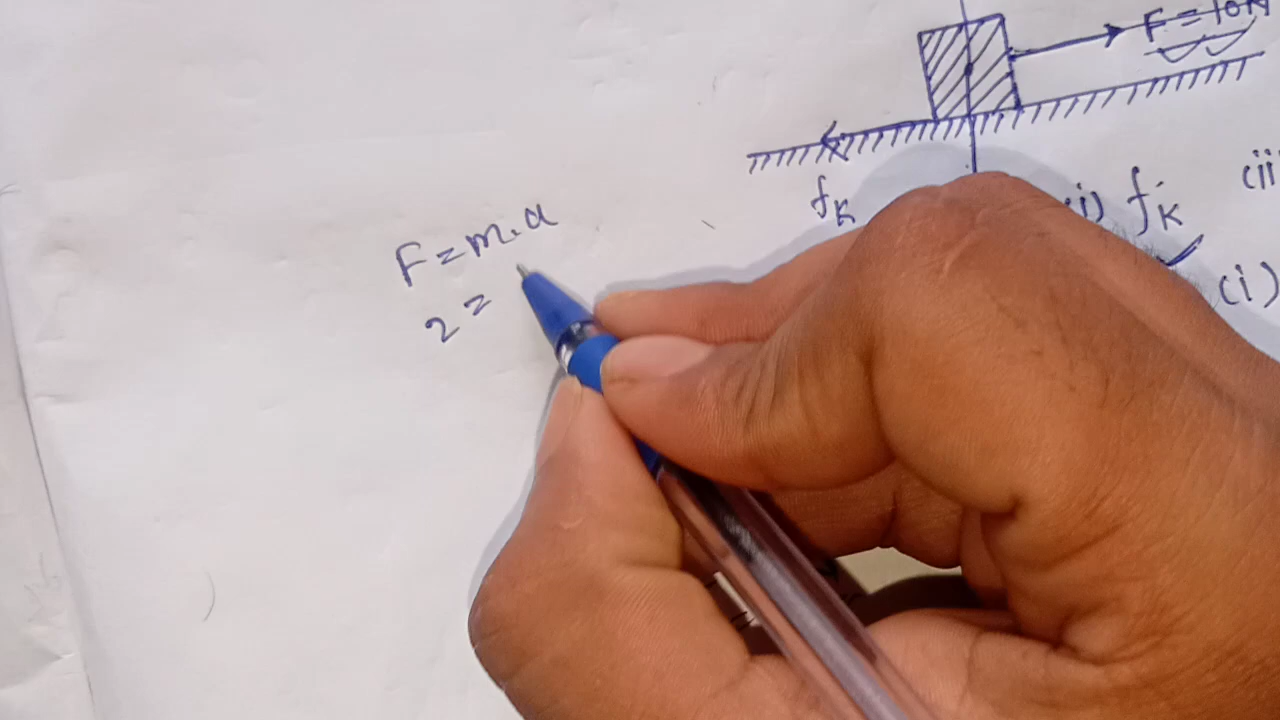 F = 10N
fK
(i) fK
(ii
(i)
F = m.a
2 =